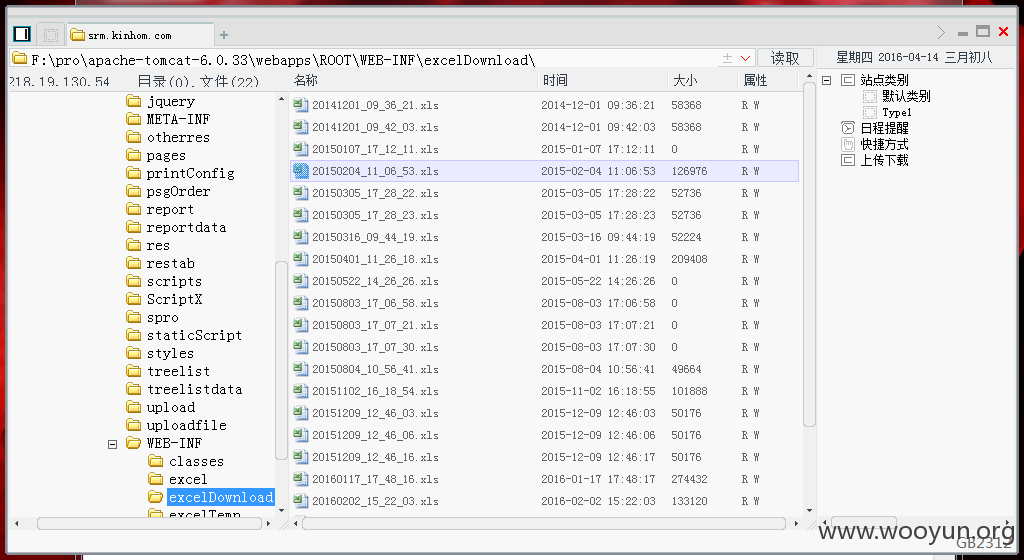 srm.kinhom.com
F:\pro\apache-tomcat-6.0.33\webapps\ROOT\WEB-INF\excelDownload\ 读取 星期四 2016-04-14 三月初八
218.19.130.54 目录(0), 文件(22) 名称 时间 大小 属性
jquery
META-INF
otherres
pages
printConfig
psgOrder
report
reportdata
res
restab
scripts
ScriptX
spro
staticScript
styles
treelist
treelistdata
upload
uploadfile
WEB-INF
classes
excel
excelDownload
excelTemp
20141201_09_36_21.xls 2014-12-01 09:36:21 58368 R W
20141201_09_42_03.xls 2014-12-01 09:42:03 58368 R W
20150107_17_12_11.xls 2015-01-07 17:12:11 0 R W
20150204_11_06_53.xls 2015-02-04 11:06:53 126976 R W
20150305_17_28_22.xls 2015-03-05 17:28:22 52736 R W
20150305_17_28_23.xls 2015-03-05 17:28:23 52736 R W
20150316_09_44_19.xls 2015-03-16 09:44:19 52224 R W
20150401_11_26_18.xls 2015-04-01 11:26:19 209408 R W
20150522_14_26_26.xls 2015-05-22 14:26:26 0 R W
20150803_17_06_58.xls 2015-08-03 17:06:58 0 R W
20150803_17_07_21.xls 2015-08-03 17:07:21 0 R W
20150803_17_07_30.xls 2015-08-03 17:07:30 0 R W
20150804_10_56_41.xls 2015-08-04 10:56:41 49664 R W
20151102_16_18_54.xls 2015-11-02 16:18:55 101888 R W
20151209_12_46_03.xls 2015-12-09 12:46:03 50176 R W
20151209_12_46_06.xls 2015-12-09 12:46:06 50176 R W
20151209_12_46_16.xls 2015-12-09 12:46:17 50176 R W
20160117_17_48_16.xls 2016-01-17 17:48:17 274432 R W
20160202_15_22_03.xls 2016-02-02 15:22:03 133120 R W
站点类别
默认类别
Type1
日程提醒
快捷方式
上传下载
www.wooyun.org
GB2312